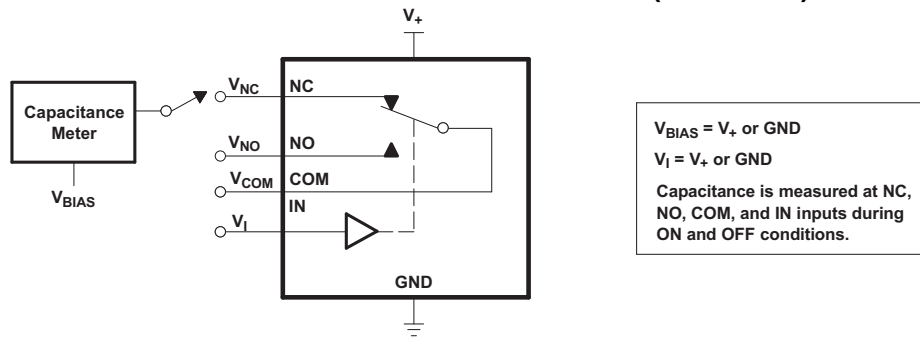 V+
VNC NC
Capacitance
Meter
VBIAS
VNO NO
VCOM COM
IN
VI
GND
VBIAS = V+ or GND
VI = V+ or GND
Capacitance is measured at NC,
NO, COM, and IN inputs during
ON and OFF conditions.